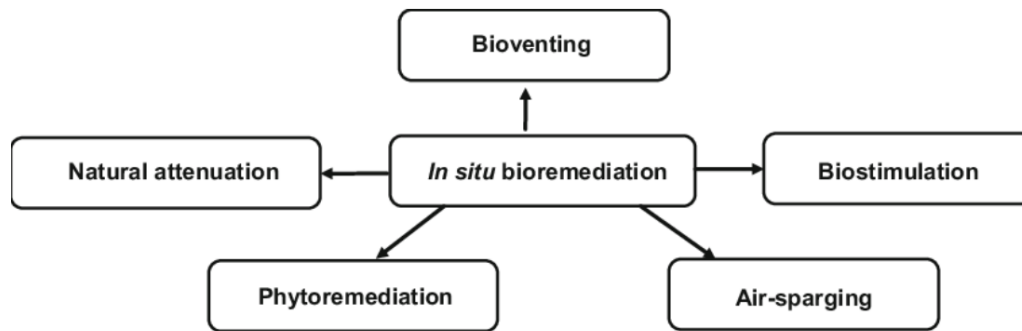 Bioventing
Natural attenuation
In situ bioremediation
Biostimulation
Phytoremediation
Air-sparging